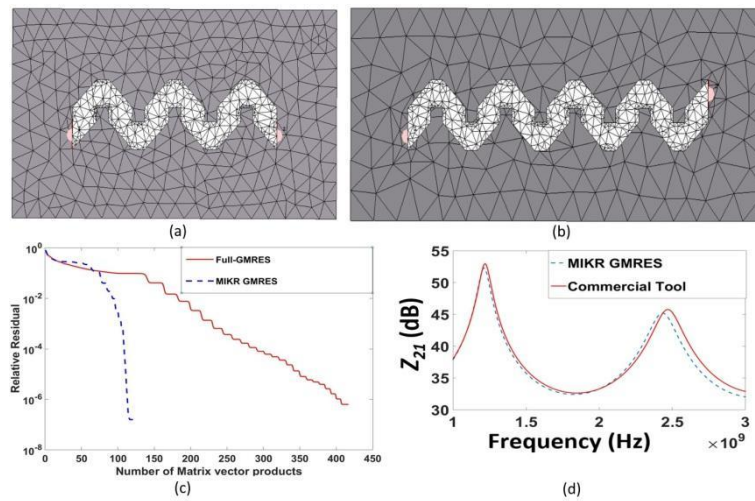 (a)
(b)
10^0
10^-2
10^-4
10^-6
10^-8
Relative Residual
Full-GMRES
MIKR GMRES
0 50 100 150 200 250 300 350 400 450
Number of Matrix vector products
(c)
55
50
45
40
35
30
Z21 (dB)
MIKR GMRES
Commercial Tool
1 1.5 2 2.5 3
Frequency (Hz)
×10^9
(d)